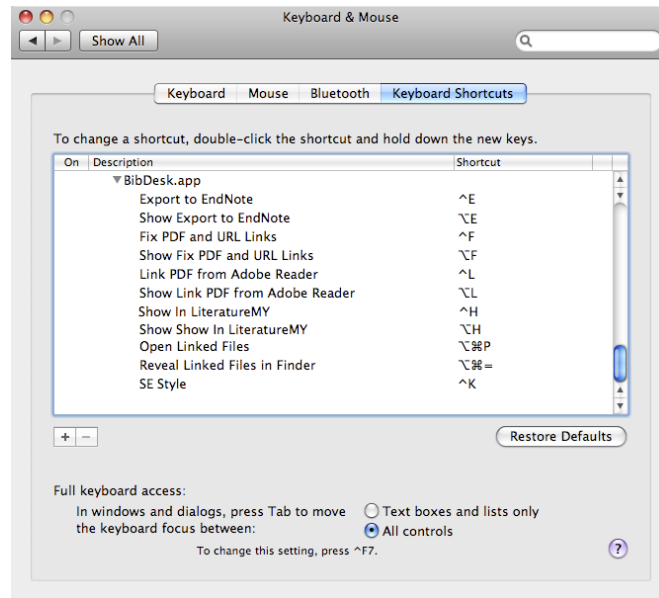 Keyboard & Mouse
Show All
Keyboard Mouse Bluetooth Keyboard Shortcuts
To change a shortcut, double-click the shortcut and hold down the new keys.
On Description Shortcut
▼BibDesk.app
Export to EndNote ^E
Show Export to EndNote ⌥E
Fix PDF and URL Links ^F
Show Fix PDF and URL Links ⌥F
Link PDF from Adobe Reader ^L
Show Link PDF from Adobe Reader ⌥L
Show In LiteratureMY ^H
Show Show In LiteratureMY ⌥H
Open Linked Files ⌥⌘P
Reveal Linked Files in Finder ⌥⌘=
SE Style ^K
+ − Restore Defaults
Full keyboard access:
In windows and dialogs, press Tab to move Text boxes and lists only
the keyboard focus between: All controls
To change this setting, press ^F7. ?